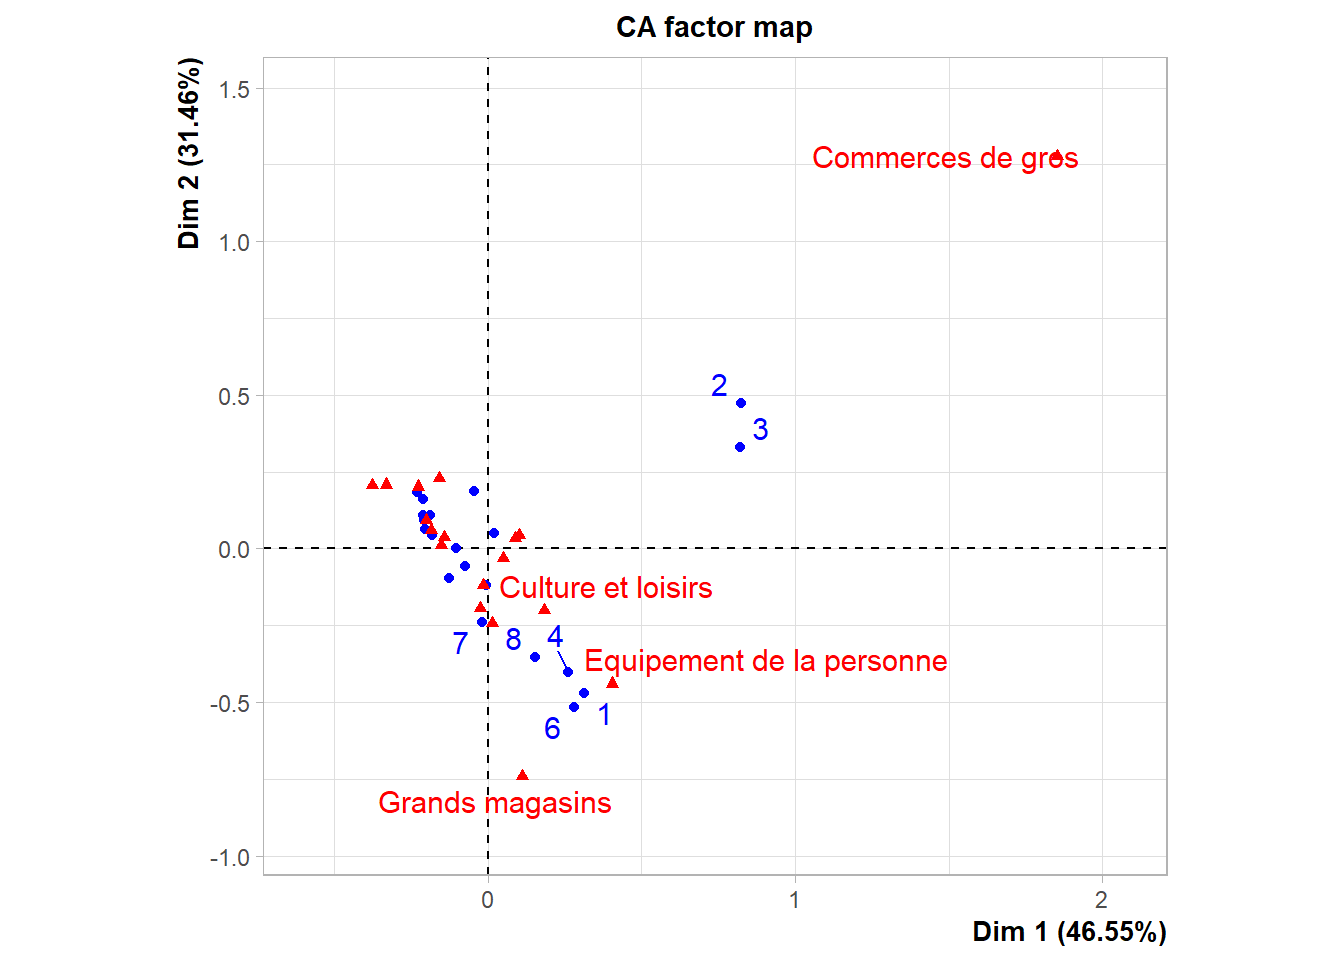 CA factor map
Dim 2 (31.46%)
1.5
1.0
0.5
0.0
-0.5
-1.0
Commerces de gros
2
3
Culture et loisirs
7
8
4
Equipement de la personne
1
6
Grands magasins
0
1
2
Dim 1 (46.55%)